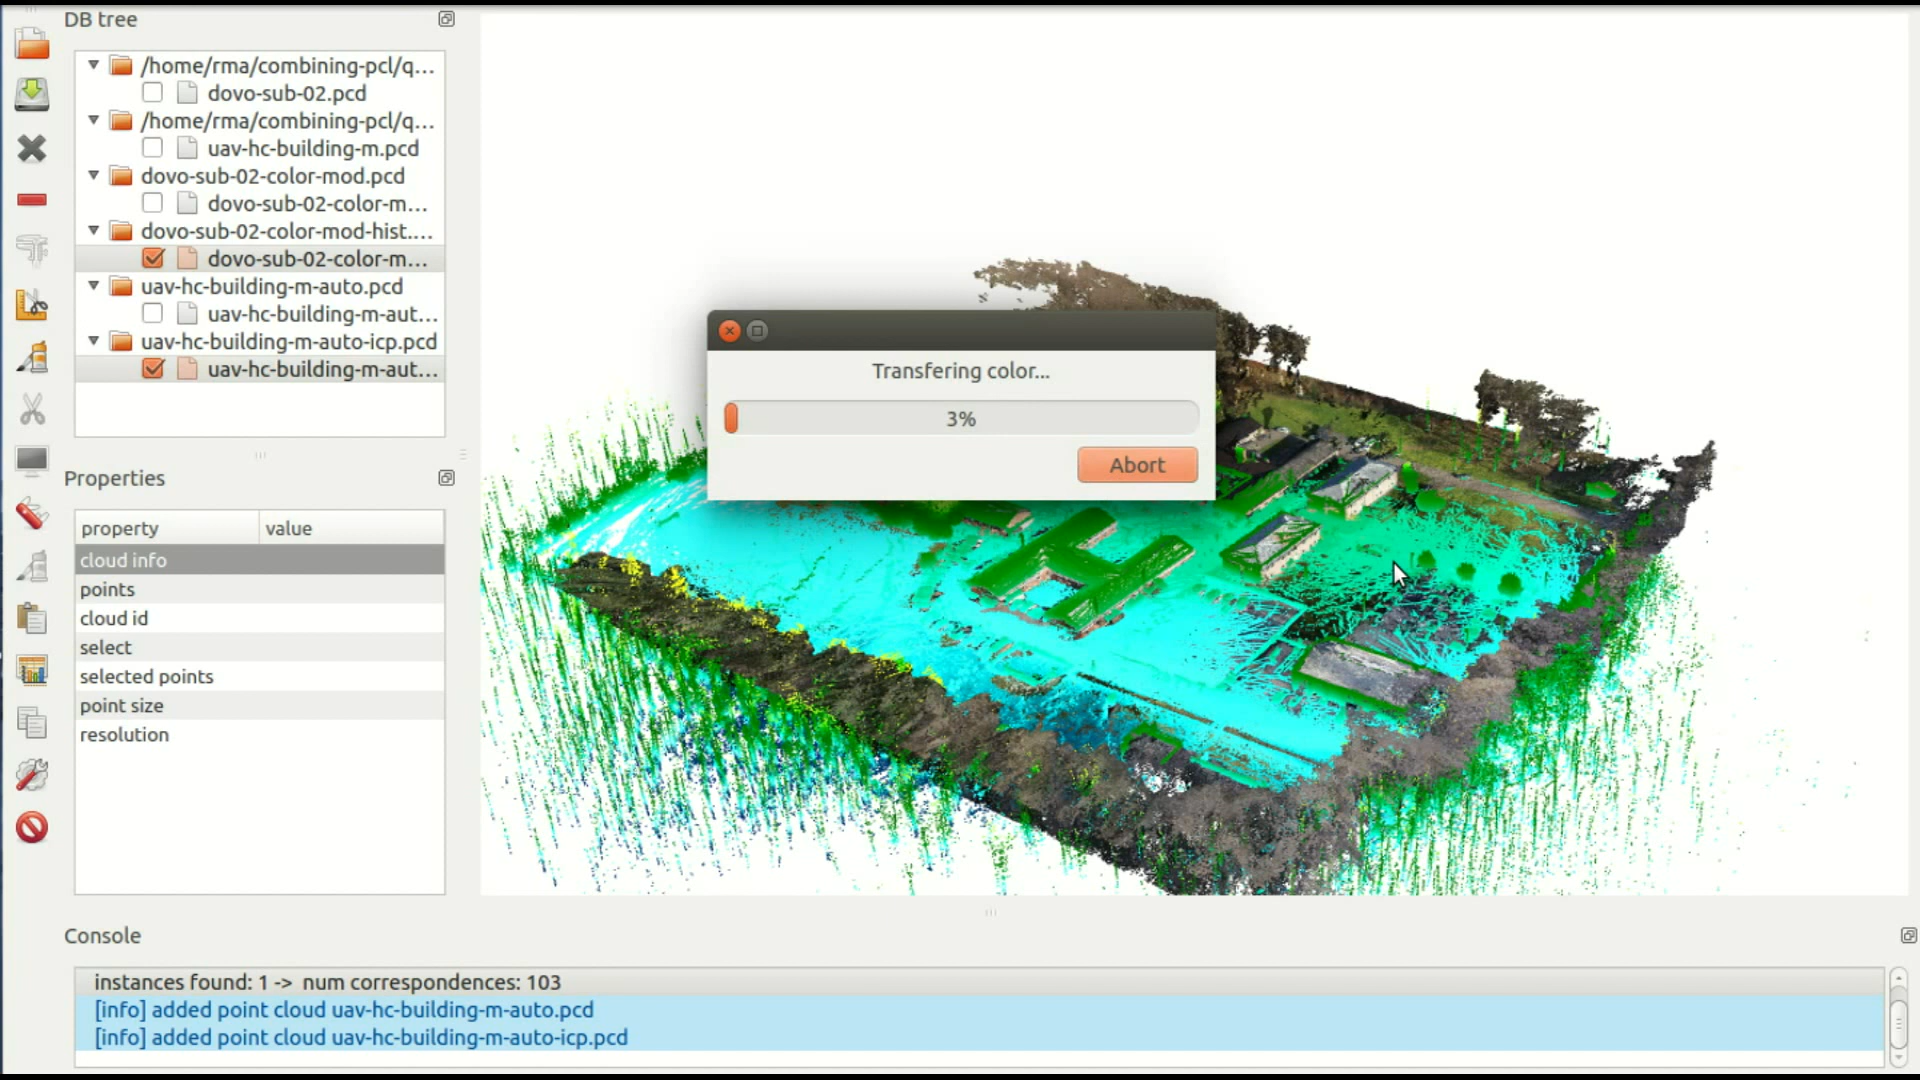 DB tree
/home/rma/combining-pcl/q...
dovo-sub-02.pcd
/home/rma/combining-pcl/q...
uav-hc-building-m.pcd
dovo-sub-02-color-mod.pcd
dovo-sub-02-color-m...
dovo-sub-02-color-mod-hist....
dovo-sub-02-color-m...
uav-hc-building-m-auto.pcd
uav-hc-building-m-aut...
uav-hc-building-m-auto-icp.pcd
uav-hc-building-m-aut...
Transfering color...
3%
Abort
Properties
property value
cloud info
points
cloud id
select
selected points
point size
resolution
Console
instances found: 1 -> num correspondences: 103
[info] added point cloud uav-hc-building-m-auto.pcd
[info] added point cloud uav-hc-building-m-auto-icp.pcd